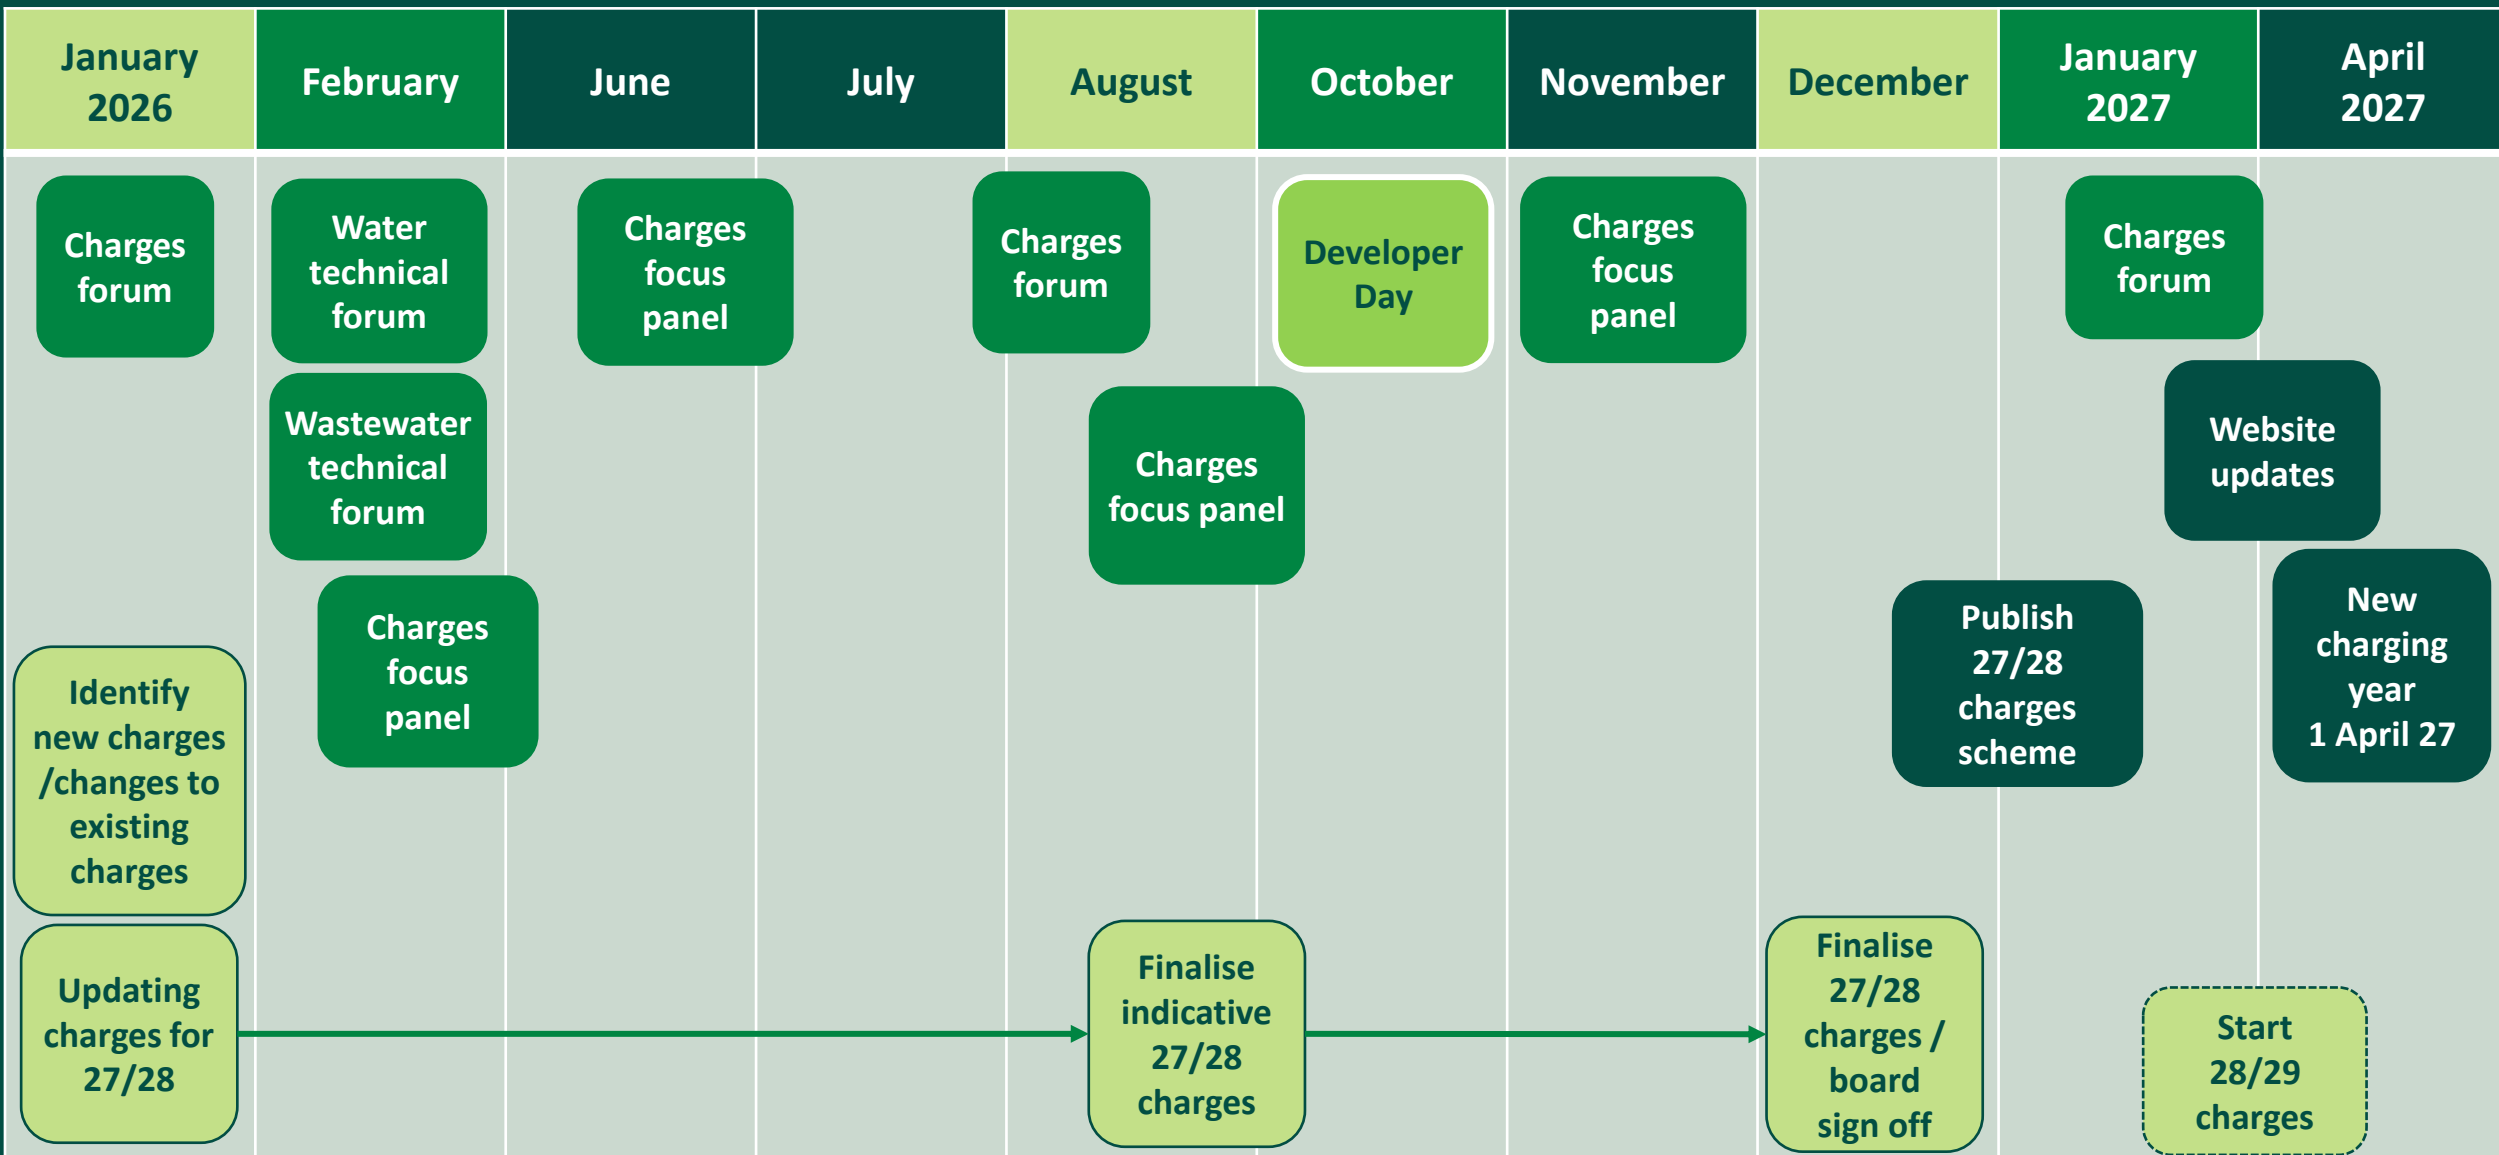 January
2026
February
June
July
August
October
November
December
January
2027
April
2027
Charges
forum
Water
technical
forum
Charges
focus
panel
Charges
forum
Developer
Day
Charges
focus
panel
Charges
forum
Wastewater
technical
forum
Charges
focus panel
Website
updates
Charges
focus
panel
Publish
27/28
charges
scheme
New
charging
year
1 April 27
Identify
new charges
/changes to
existing
charges
Updating
charges for
27/28
Finalise
indicative
27/28
charges
Finalise
27/28
charges /
board
sign off
Start
28/29
charges